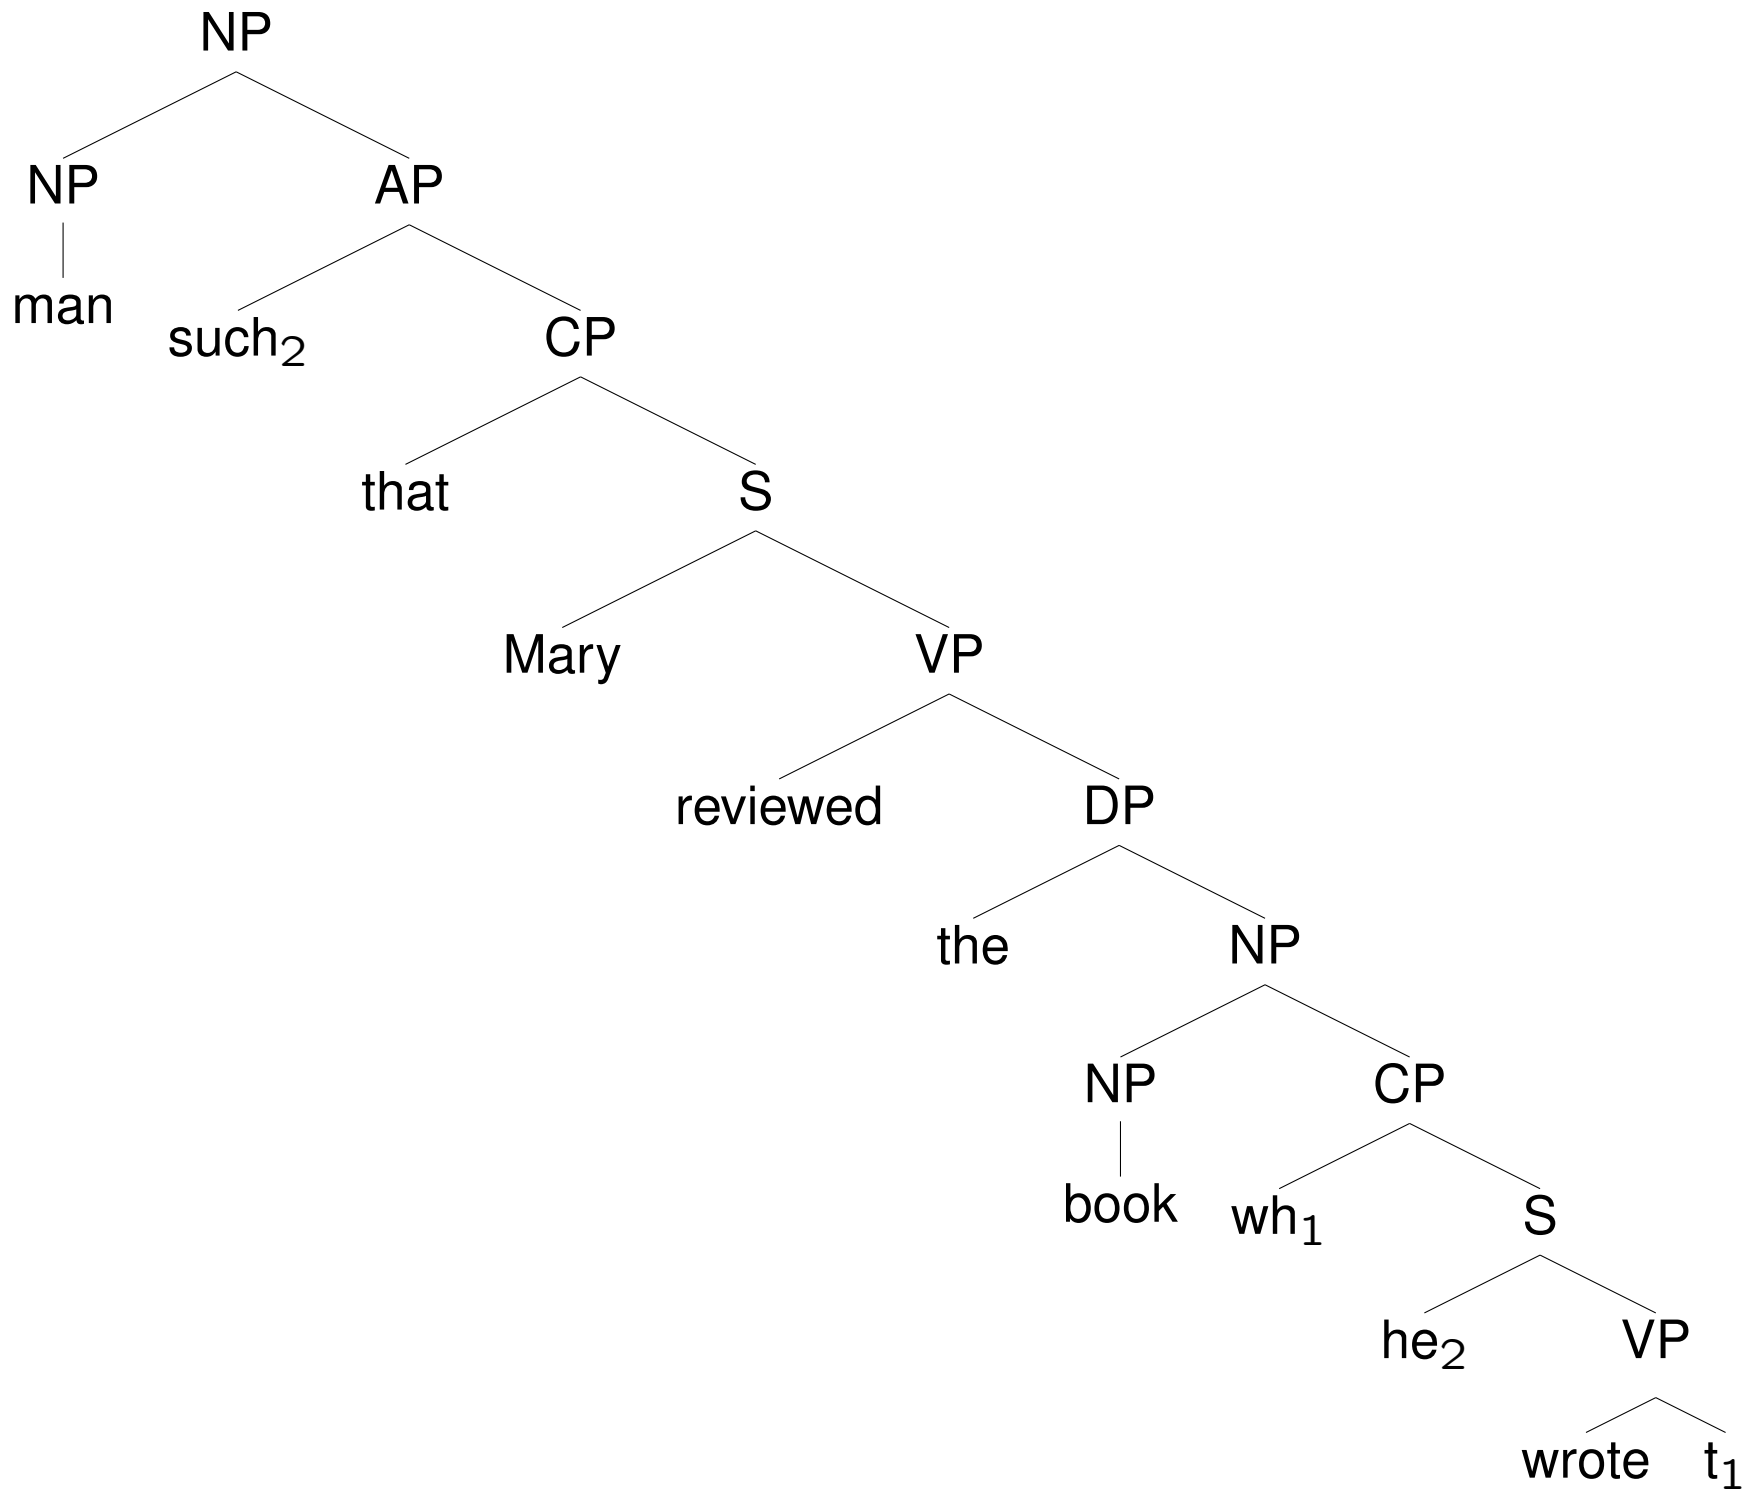 NP
NP AP
man such₂ CP
that S
Mary VP
reviewed DP
the NP
NP CP
book wh₁ S
he₂ VP
wrote t₁